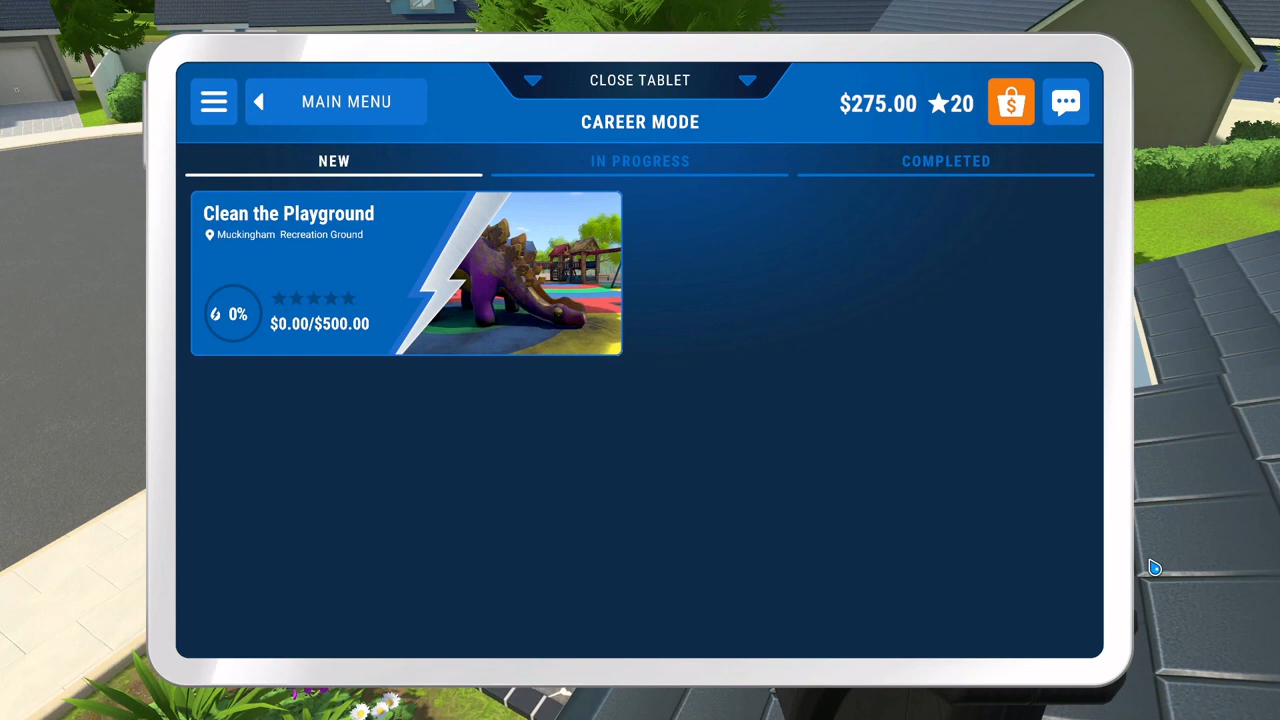 CLOSE TABLET
MAIN MENU
$275.00 ★20
$
CAREER MODE
NEW
IN PROGRESS
COMPLETED
Clean the Playground
Muckingham Recreation Ground
0%
$0.00/$500.00